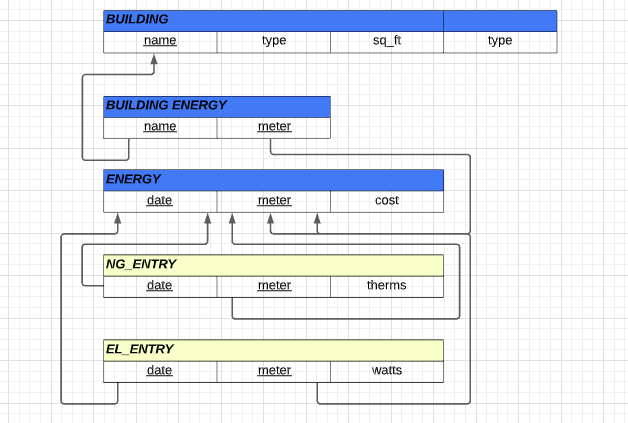 BUILDING
name type sq_ft type
BUILDING ENERGY
name meter
ENERGY
date meter cost
NG_ENTRY
date meter therms
EL_ENTRY
date meter watts